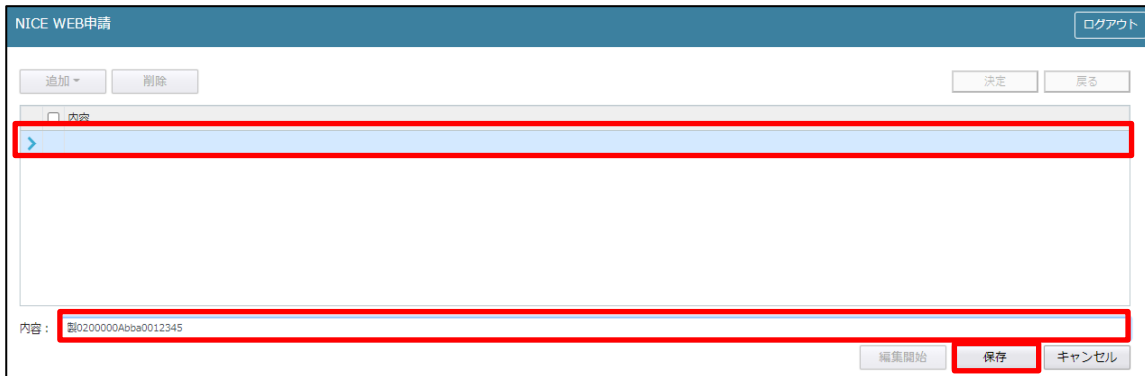 NICE WEB申請 ログアウト
追加 削除 決定 戻る
内容
内容: 製0200000Abba0012345
編集開始 保存 キャンセル